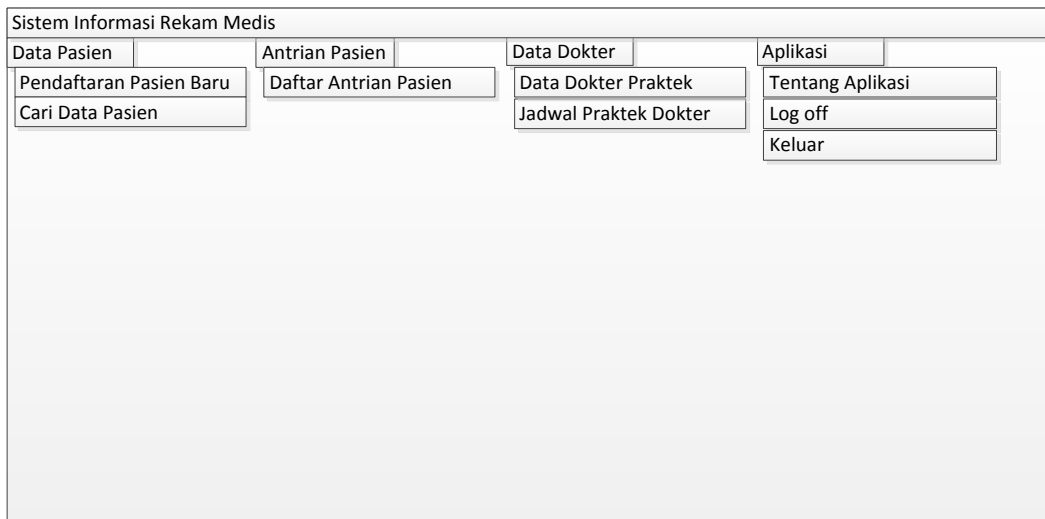 Sistem Informasi Rekam Medis
Data Pasien
Pendaftaran Pasien Baru
Cari Data Pasien
Antrian Pasien
Daftar Antrian Pasien
Data Dokter
Data Dokter Praktek
Jadwal Praktek Dokter
Aplikasi
Tentang Aplikasi
Log off
Keluar